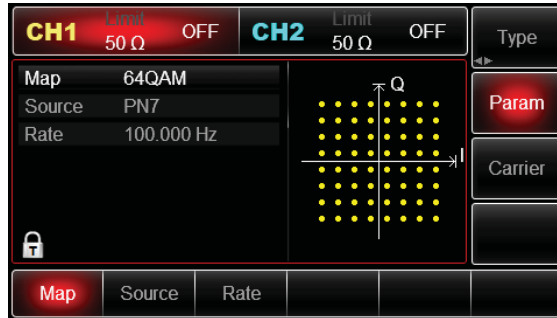 CH1 Limit 50 Ω OFF CH2 Limit 50 Ω OFF
Type
Map 64QAM
Source PN7
Rate 100.000 Hz
Q
I
Param
Carrier
T
Map Source Rate